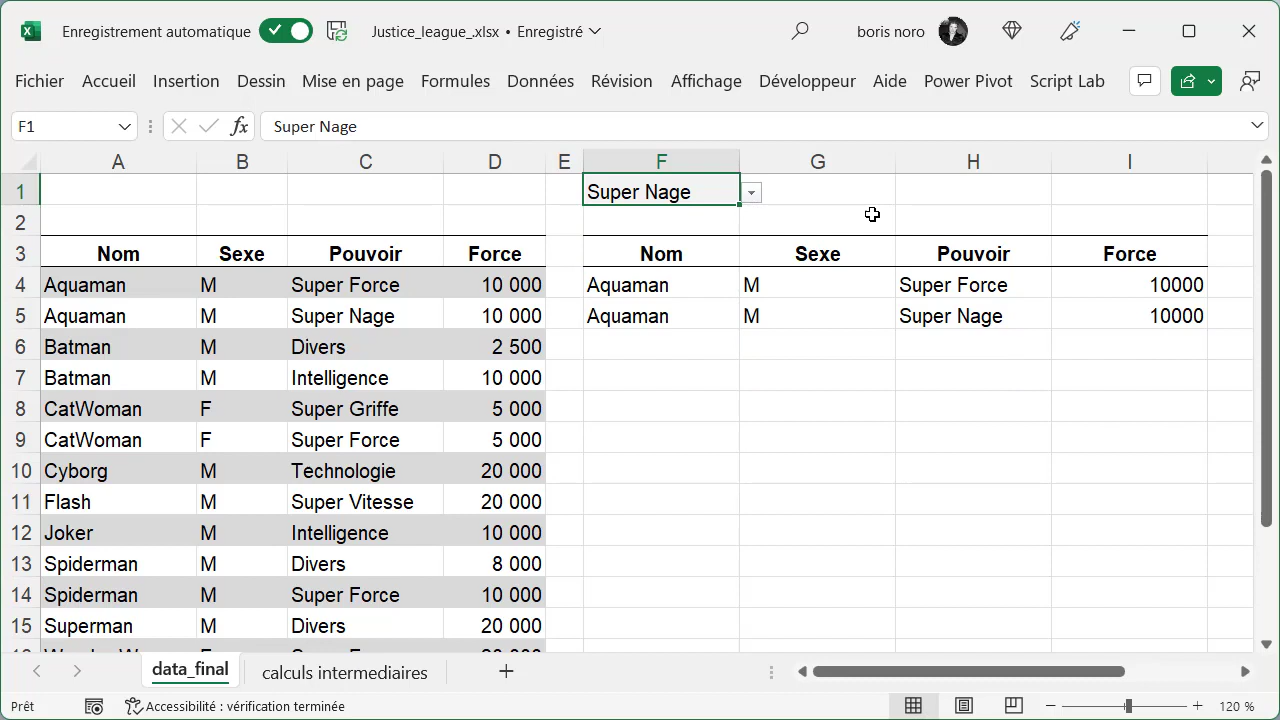 Enregistrement automatique Justice_league_.xlsx • Enregistré boris noro
Fichier Accueil Insertion Dessin Mise en page Formules Données Révision Affichage Développeur Aide Power Pivot Script Lab
F1 fx Super Nage
A B C D E F G H I
1 Super Nage
2
3 Nom Sexe Pouvoir Force Nom Sexe Pouvoir Force
4 Aquaman M Super Force 10 000 Aquaman M Super Force 10000
5 Aquaman M Super Nage 10 000 Aquaman M Super Nage 10000
6 Batman M Divers 2 500
7 Batman M Intelligence 10 000
8 CatWoman F Super Griffe 5 000
9 CatWoman F Super Force 5 000
10 Cyborg M Technologie 20 000
11 Flash M Super Vitesse 20 000
12 Joker M Intelligence 10 000
13 Spiderman M Divers 8 000
14 Spiderman M Super Force 10 000
15 Superman M Divers 20 000
data_final calculs intermediaires
Prêt Accessibilité : vérification terminée 120 %